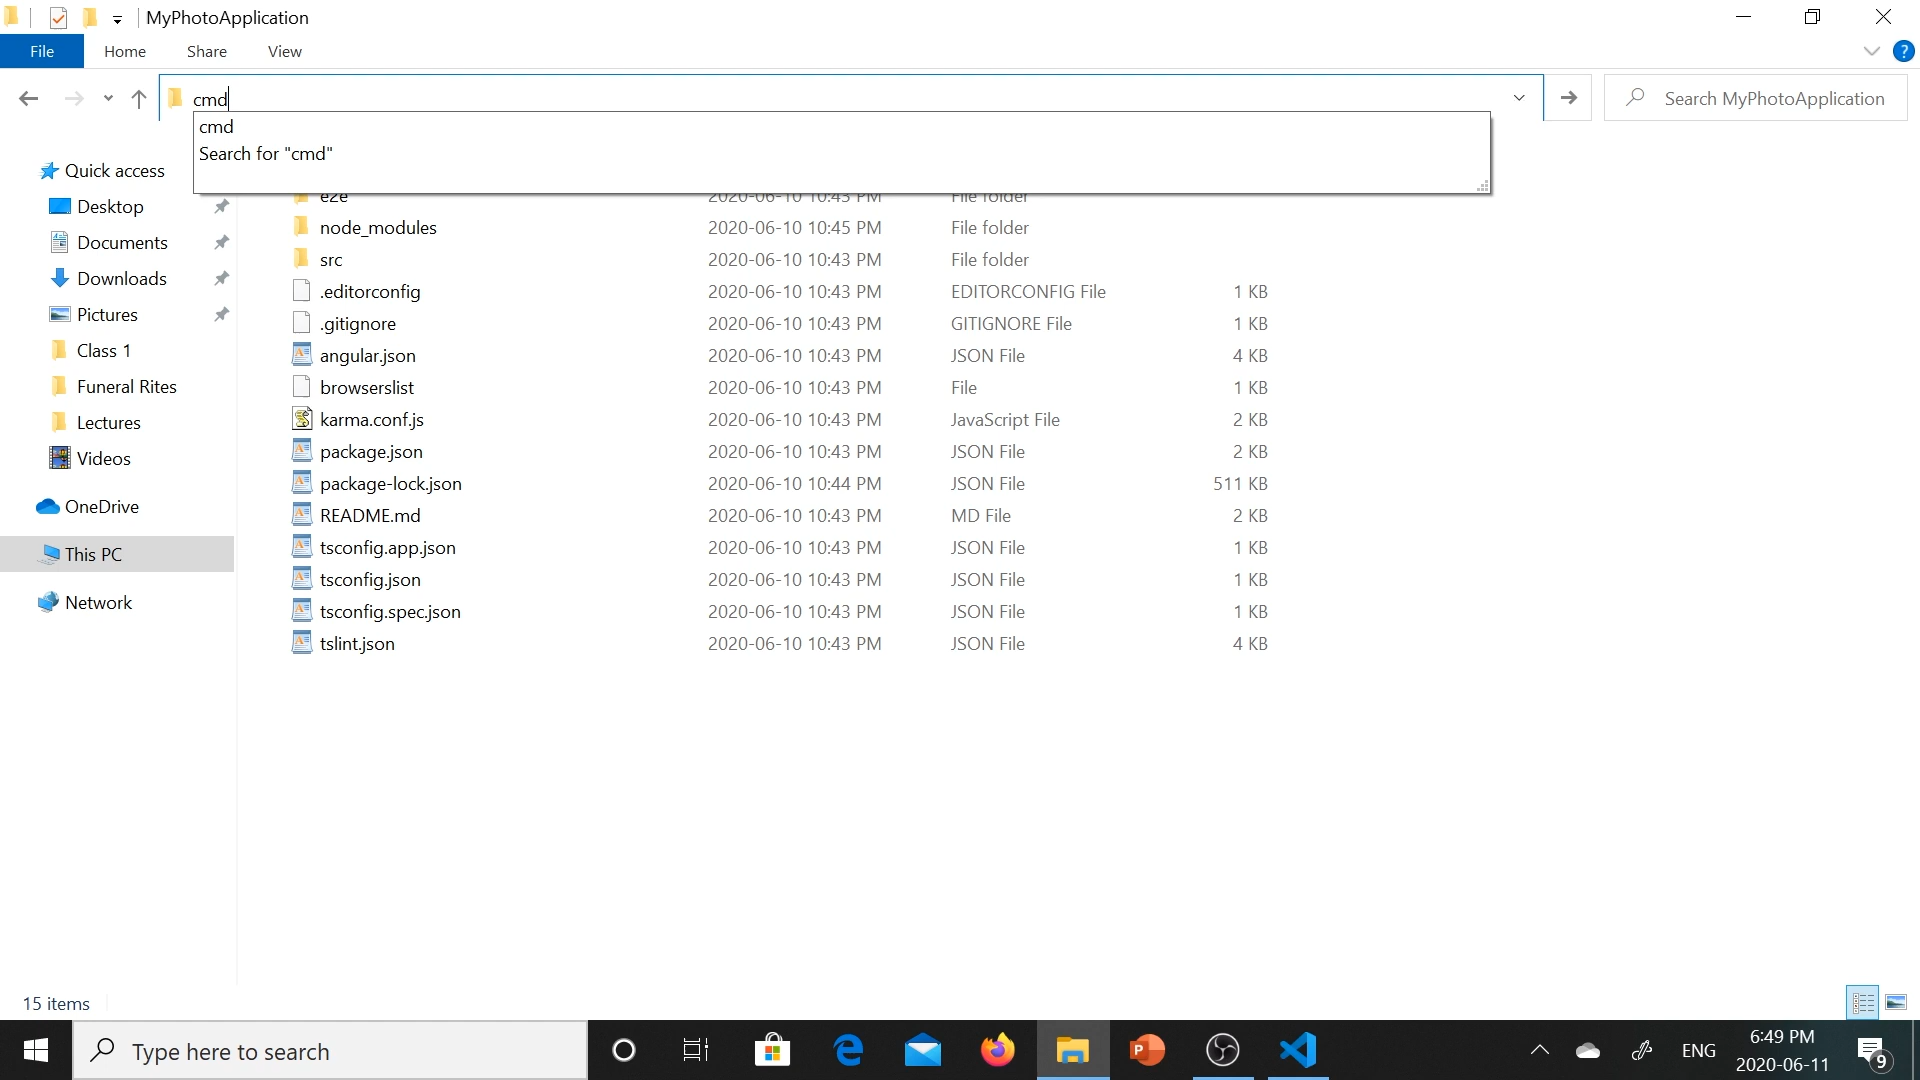 MyPhotoApplication
File Home Share View
?
cmd
Search MyPhotoApplication
cmd
Search for "cmd"
Quick access
Desktop
Documents
Downloads
Pictures
Class 1
Funeral Rites
Lectures
Videos
OneDrive
This PC
Network
e2e 2020-06-10 10:43 PM File folder
node_modules 2020-06-10 10:45 PM File folder
src 2020-06-10 10:43 PM File folder
.editorconfig 2020-06-10 10:43 PM EDITORCONFIG File 1 KB
.gitignore 2020-06-10 10:43 PM GITIGNORE File 1 KB
angular.json 2020-06-10 10:43 PM JSON File 4 KB
browserslist 2020-06-10 10:43 PM File 1 KB
karma.conf.js 2020-06-10 10:43 PM JavaScript File 2 KB
package.json 2020-06-10 10:43 PM JSON File 2 KB
package-lock.json 2020-06-10 10:44 PM JSON File 511 KB
README.md 2020-06-10 10:43 PM MD File 2 KB
tsconfig.app.json 2020-06-10 10:43 PM JSON File 1 KB
tsconfig.json 2020-06-10 10:43 PM JSON File 1 KB
tsconfig.spec.json 2020-06-10 10:43 PM JSON File 1 KB
tslint.json 2020-06-10 10:43 PM JSON File 4 KB
15 items
Type here to search
P
ENG
6:49 PM
2020-06-11
9